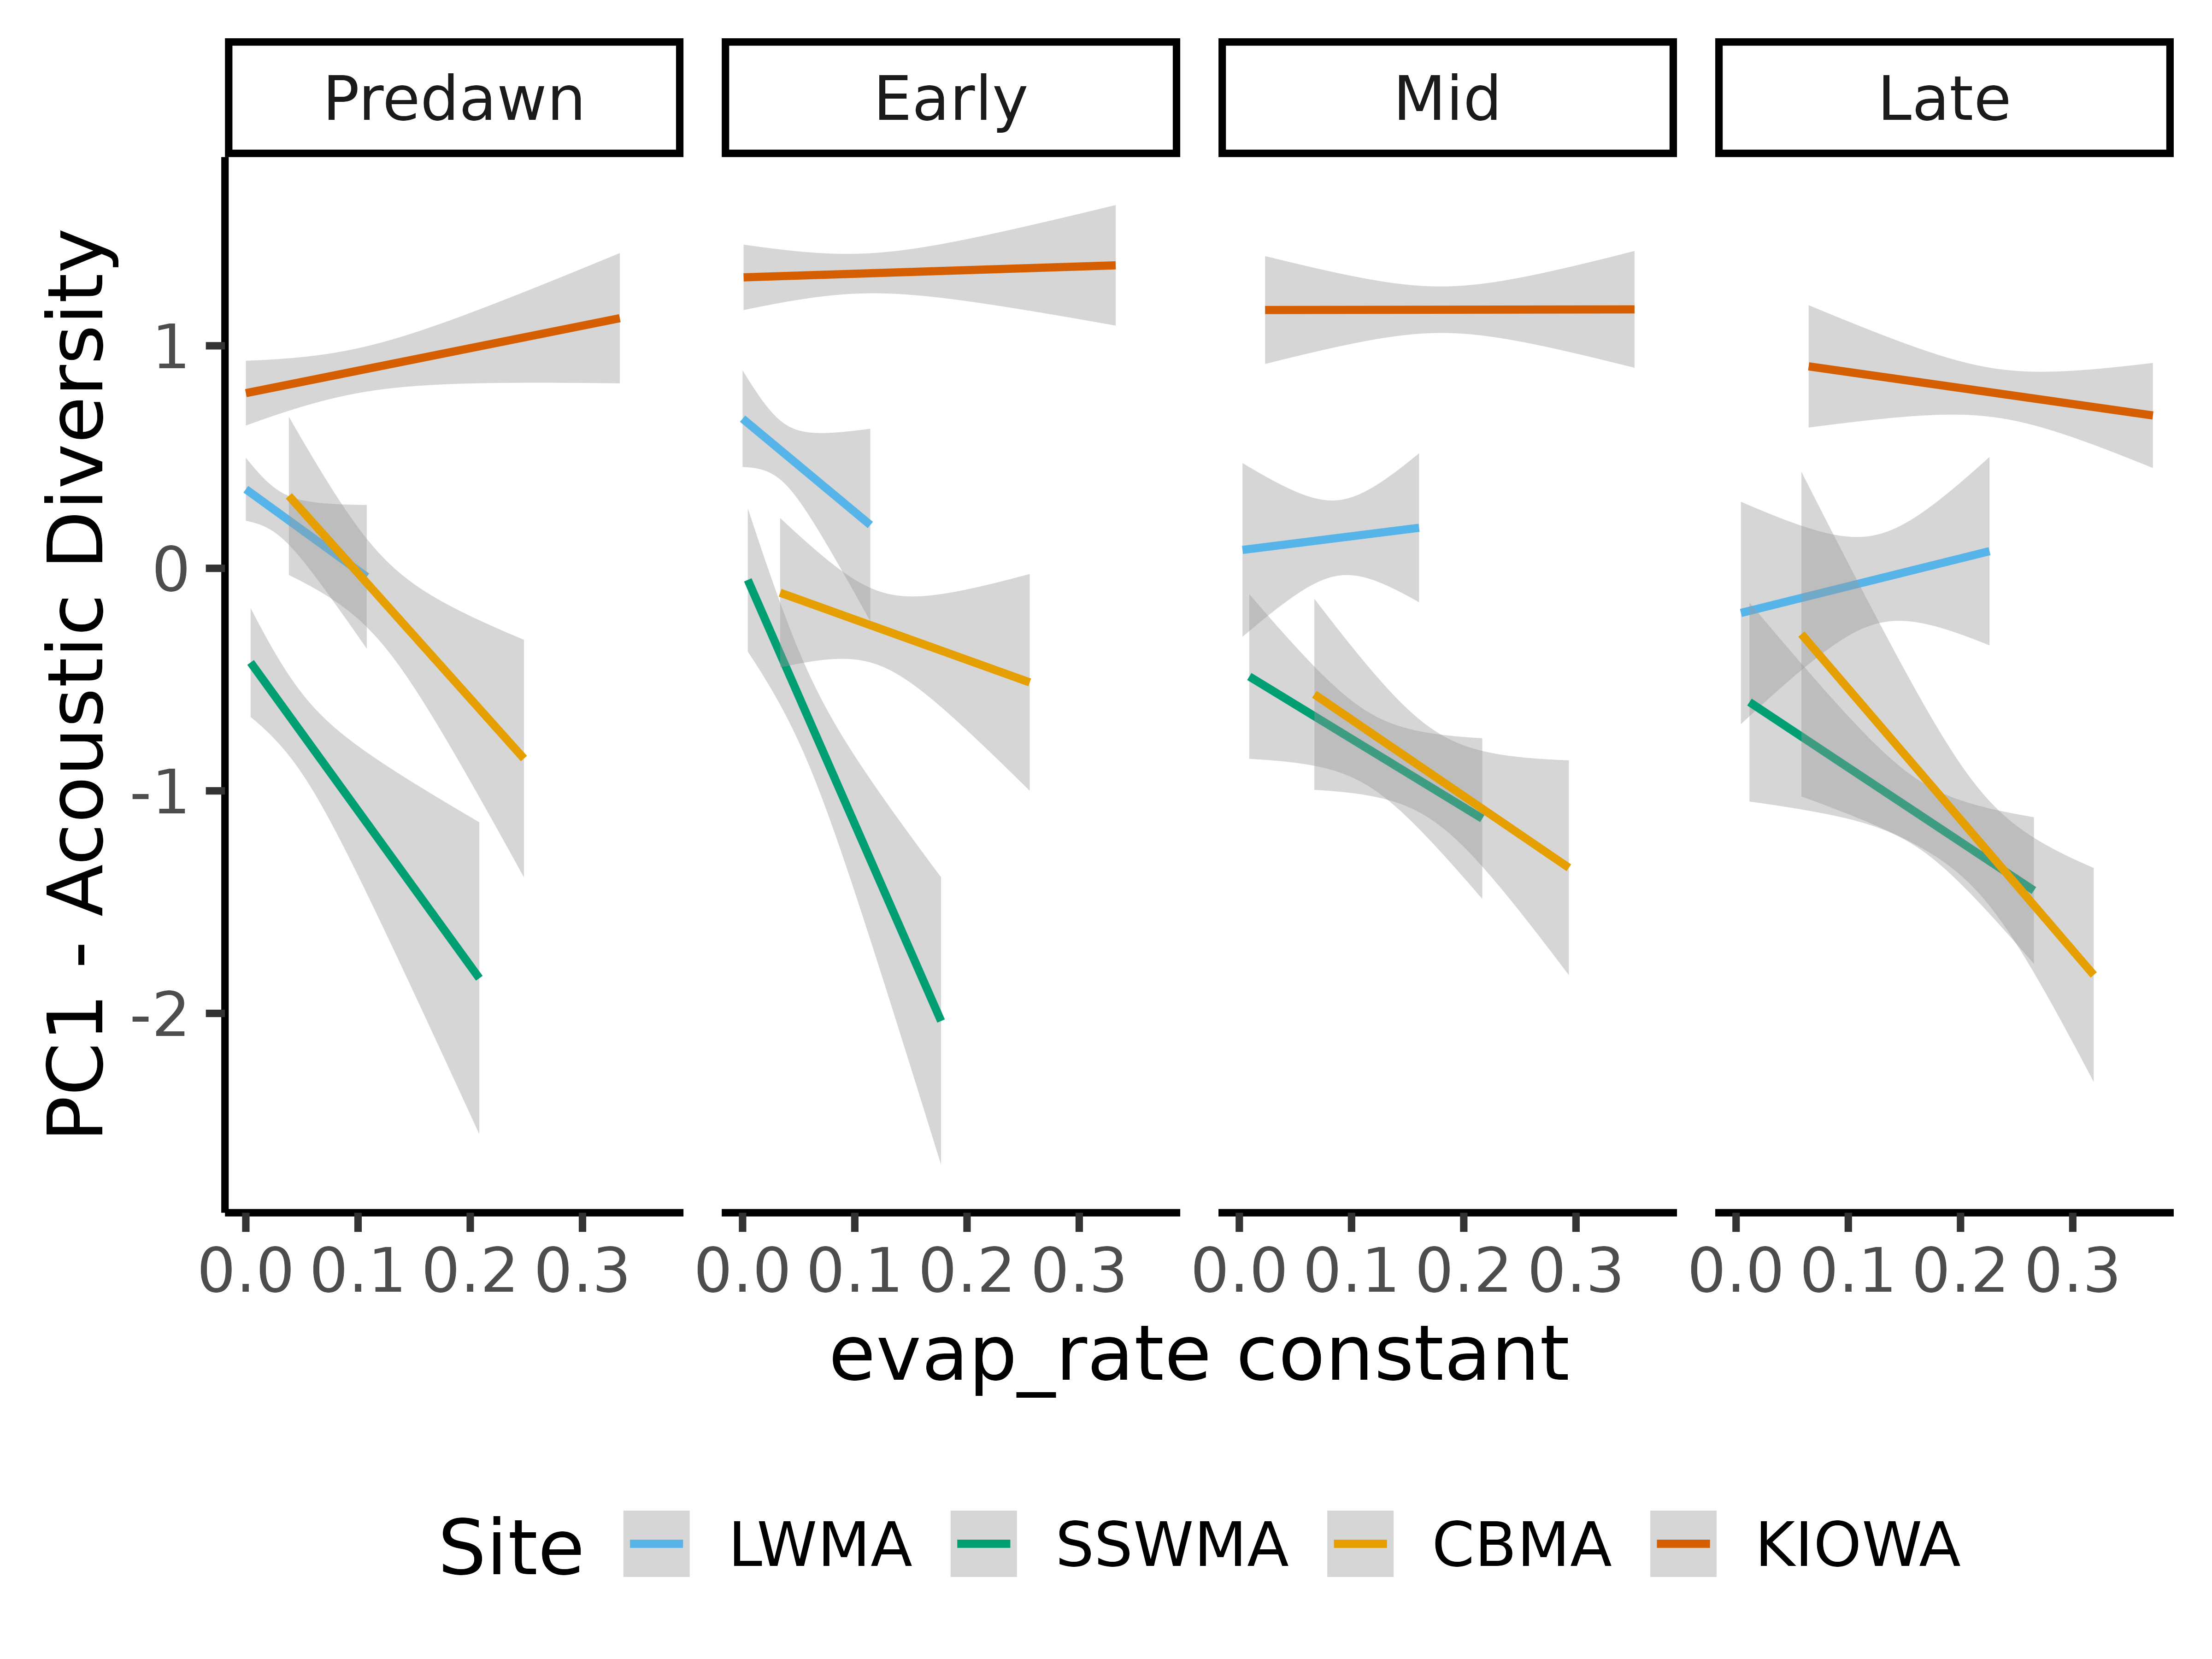 Predawn Early Mid Late
PC1 - Acoustic Diversity
1
0
-1
-2
0.0 0.1 0.2 0.3 0.0 0.1 0.2 0.3 0.0 0.1 0.2 0.3 0.0 0.1 0.2 0.3
evap_rate constant
Site LWMA SSWMA CBMA KIOWA